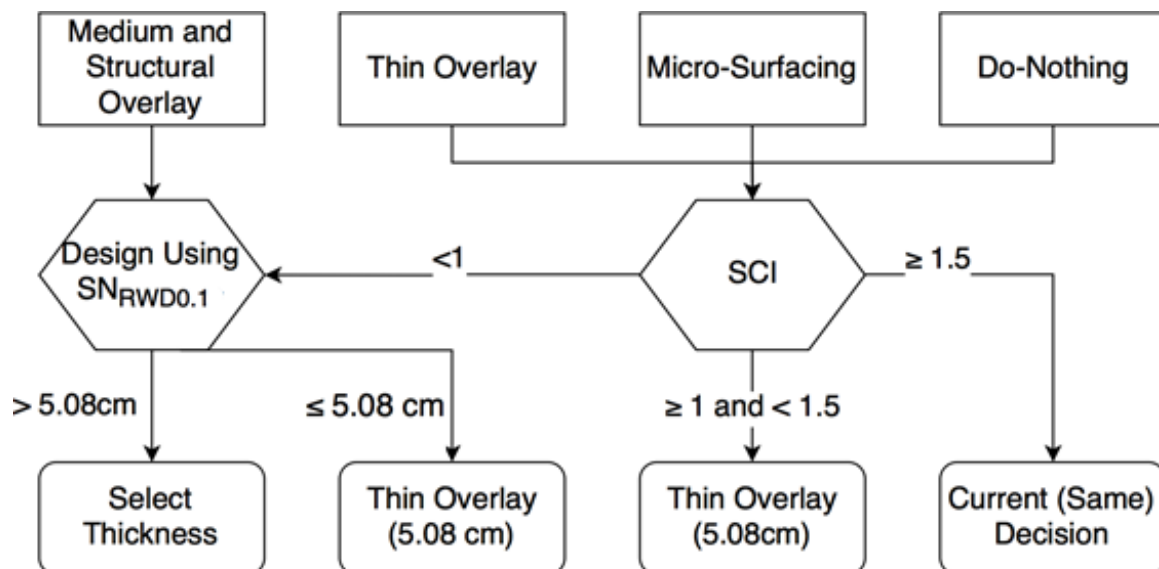 Medium and
Structural
Overlay
Thin Overlay
Micro-Surfacing
Do-Nothing
Design Using
SNRWD0.1
<1
SCI
≥ 1.5
> 5.08cm
≤ 5.08 cm
≥ 1 and < 1.5
Select
Thickness
Thin Overlay
(5.08 cm)
Thin Overlay
(5.08cm)
Current (Same)
Decision